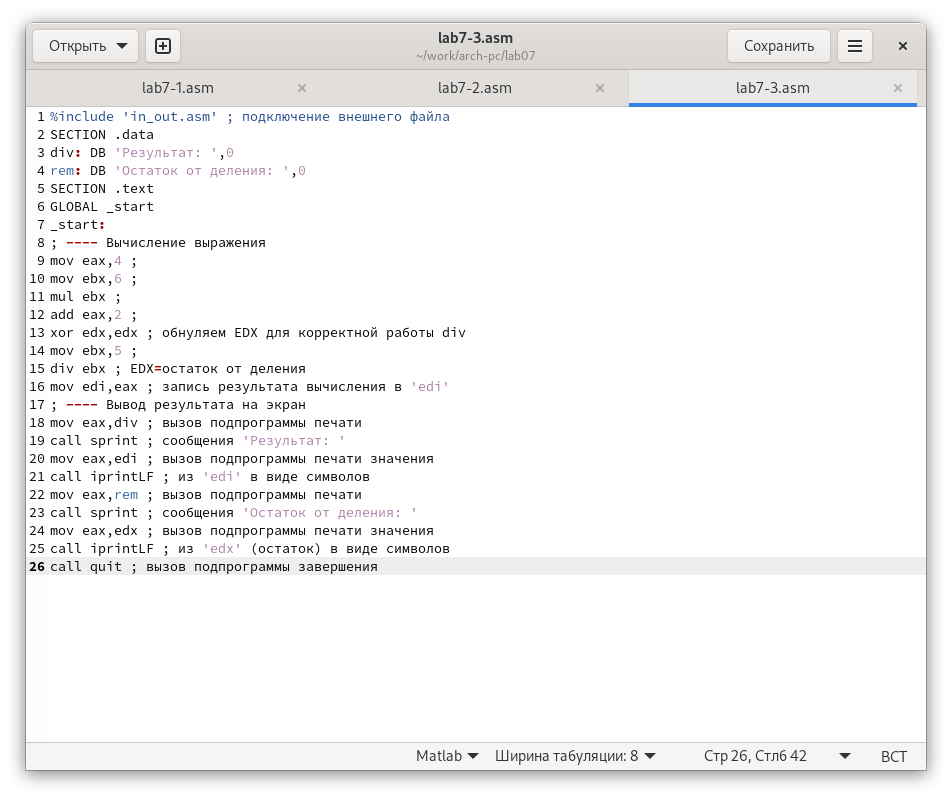 Открыть
lab7-3.asm
~/work/arch-pc/lab07
Сохранить
lab7-1.asm
lab7-2.asm
lab7-3.asm
1 %include 'in_out.asm' ; подключение внешнего файла
2 SECTION .data
3 div: DB 'Результат: ',0
4 rem: DB 'Остаток от деления: ',0
5 SECTION .text
6 GLOBAL _start
7 _start:
8 ; ---- Вычисление выражения
9 mov eax,4 ;
10 mov ebx,6 ;
11 mul ebx ;
12 add eax,2 ;
13 xor edx,edx ; обнуляем EDX для корректной работы div
14 mov ebx,5 ;
15 div ebx ; EDX=остаток от деления
16 mov edi,eax ; запись результата вычисления в 'edi'
17 ; ---- Вывод результата на экран
18 mov eax,div ; вызов подпрограммы печати
19 call sprint ; сообщения 'Результат: '
20 mov eax,edi ; вызов подпрограммы печати значения
21 call iprintLF ; из 'edi' в виде символов
22 mov eax,rem ; вызов подпрограммы печати
23 call sprint ; сообщения 'Остаток от деления: '
24 mov eax,edx ; вызов подпрограммы печати значения
25 call iprintLF ; из 'edx' (остаток) в виде символов
26 call quit ; вызов подпрограммы завершения
Matlab
Ширина табуляции: 8
Стр 26, Стлб 42
ВСТ